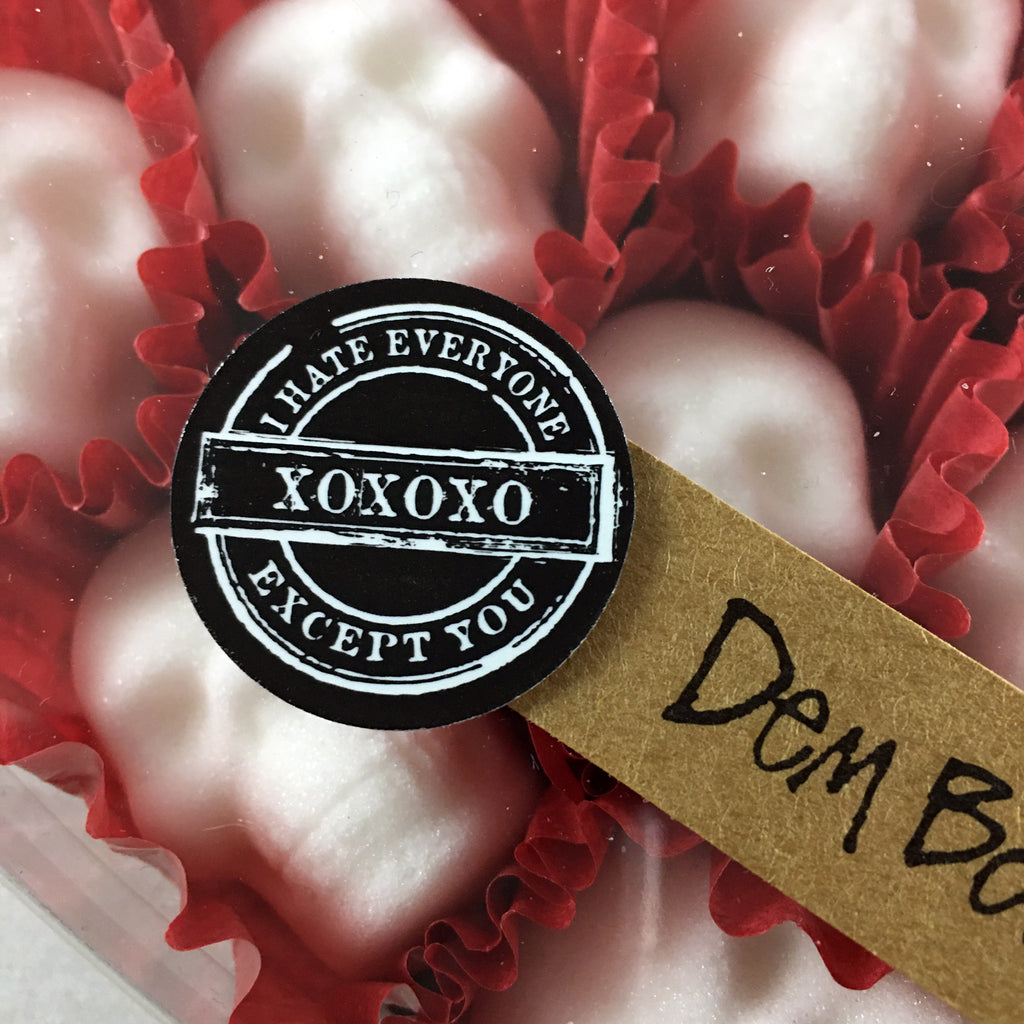 I HATE EVERYONE
XOXOXO
EXCEPT YOU
Dem